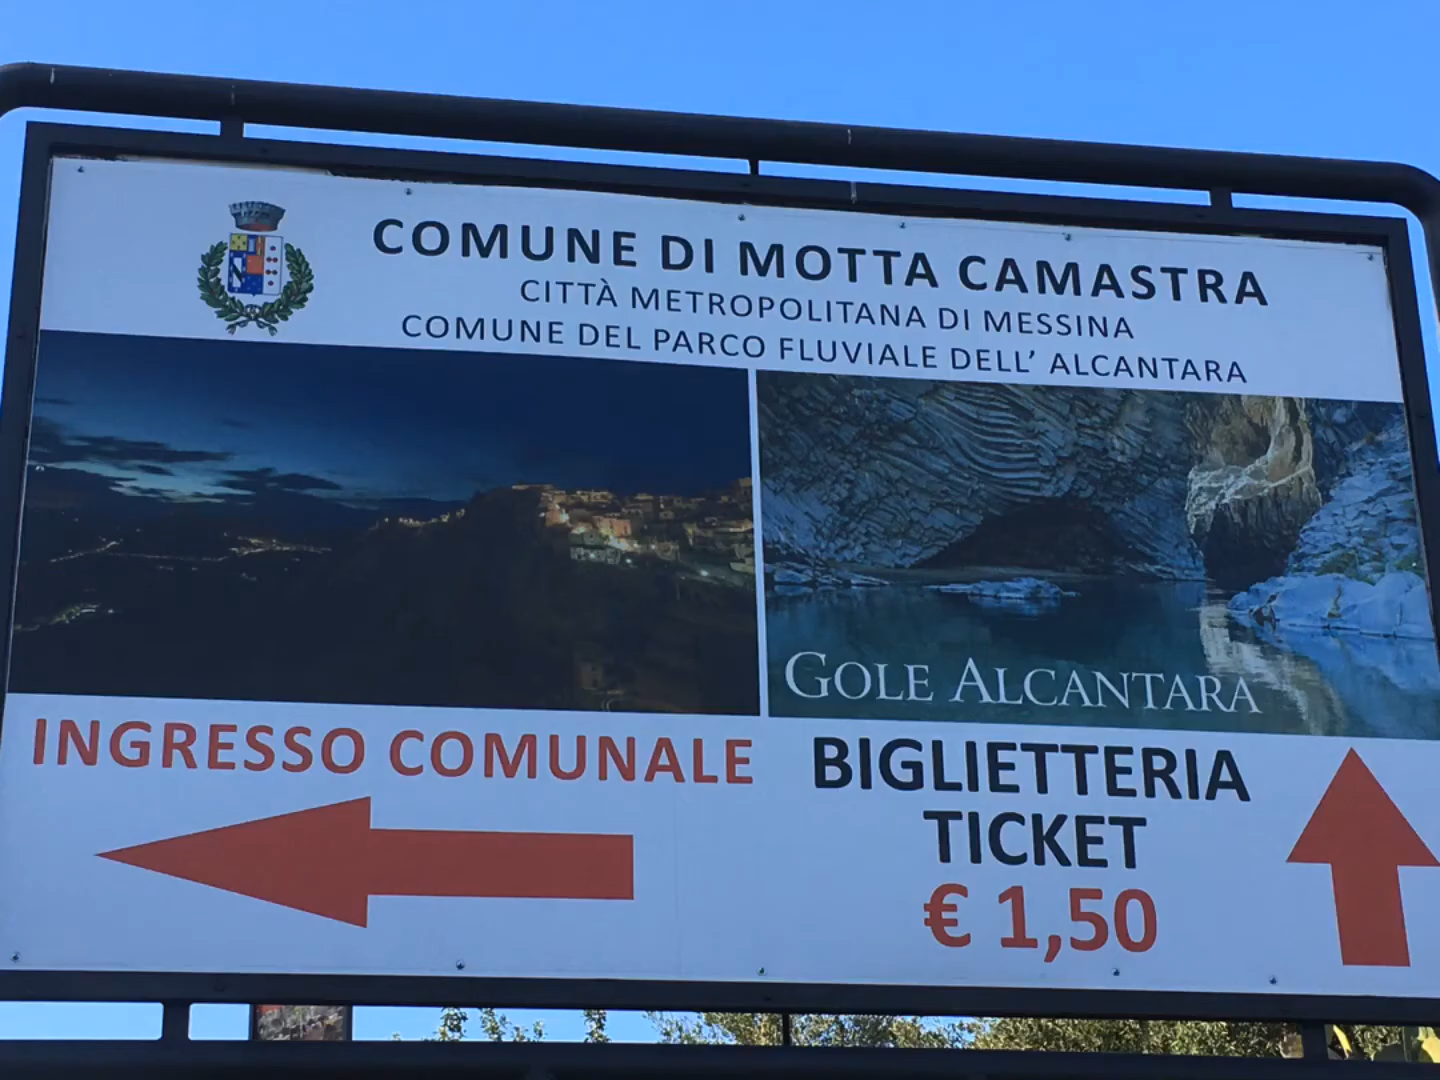 COMUNE DI MOTTA CAMASTRA
CITTÀ METROPOLITANA DI MESSINA
COMUNE DEL PARCO FLUVIALE DELL' ALCANTARA
GOLE ALCANTARA
INGRESSO COMUNALE
BIGLIETTERIA
TICKET
€ 1,50